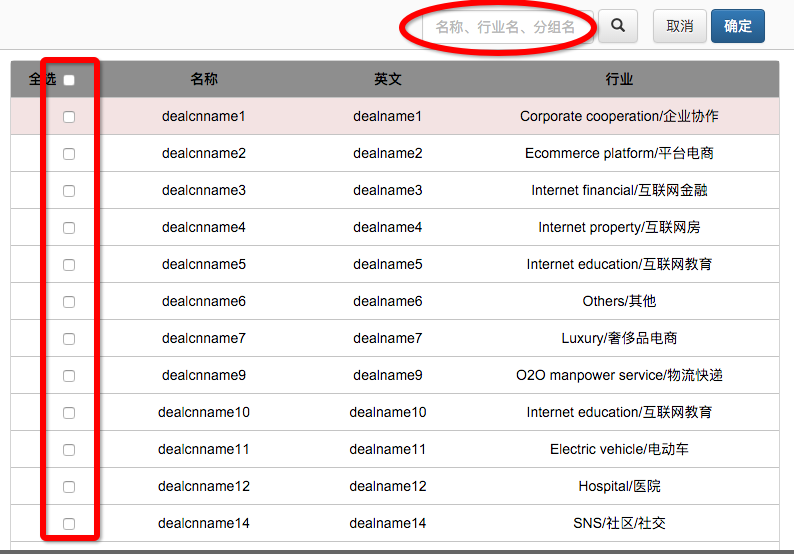 名称、行业名、分组名 取消 确定
全选 名称 英文 行业
dealcnname1 dealname1 Corporate cooperation/企业协作
dealcnname2 dealname2 Ecommerce platform/平台电商
dealcnname3 dealname3 Internet financial/互联网金融
dealcnname4 dealname4 Internet property/互联网房
dealcnname5 dealname5 Internet education/互联网教育
dealcnname6 dealname6 Others/其他
dealcnname7 dealname7 Luxury/奢侈品电商
dealcnname9 dealname9 O2O manpower service/物流快递
dealcnname10 dealname10 Internet education/互联网教育
dealcnname11 dealname11 Electric vehicle/电动车
dealcnname12 dealname12 Hospital/医院
dealcnname14 dealname14 SNS/社区/社交